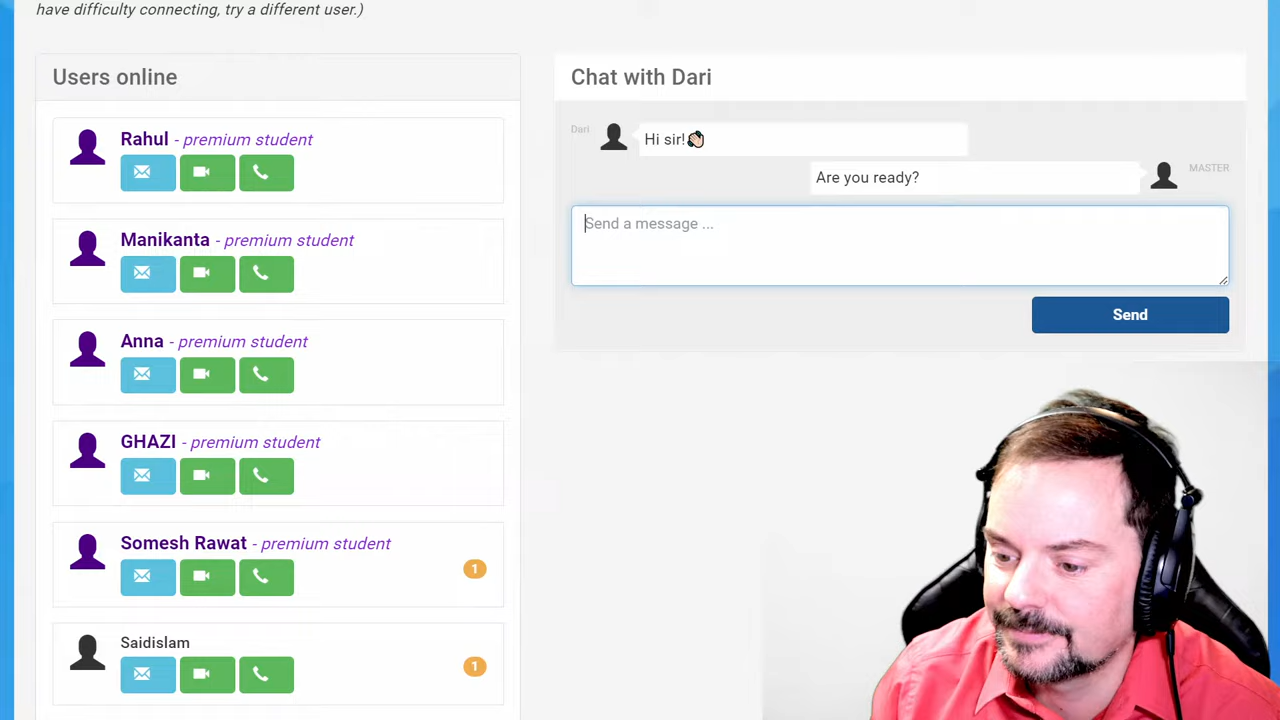 have difficulty connecting, try a different user.)
Users online
Rahul - premium student
Manikanta - premium student
Anna - premium student
GHAZI - premium student
Somesh Rawat - premium student
1
Saidislam
1
Chat with Dari
Dari
Hi sir!👋🏻
MASTER
Are you ready?
Send a message ...
Send